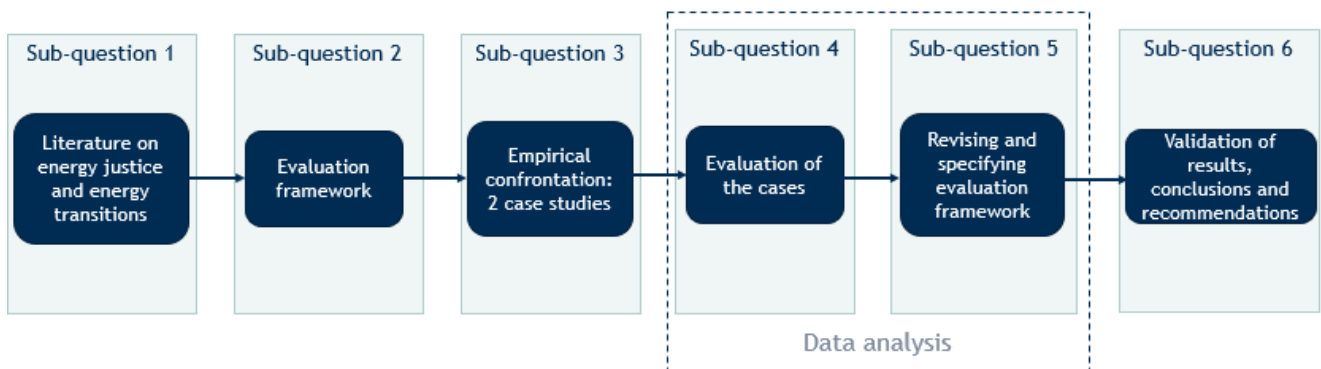 Sub-question 1
Literature on
energy justice
and energy
transitions
Sub-question 2
Evaluation
framework
Sub-question 3
Empirical
confrontation:
2 case studies
Sub-question 4
Evaluation of
the cases
Sub-question 5
Revising and
specifying
evaluation
framework
Data analysis
Sub-question 6
Validation of
results,
conclusions and
recommendations